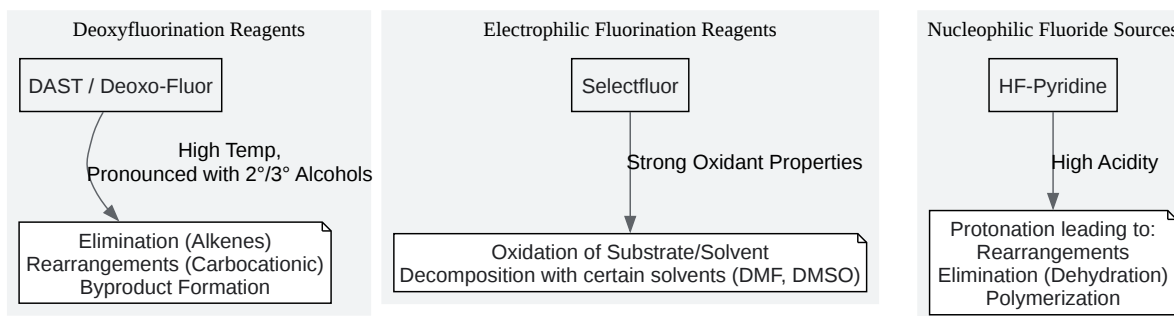 Deoxyfluorination Reagents
DAST / Deoxo-Fluor
High Temp,
Pronounced with 2°/3° Alcohols
Elimination (Alkenes)
Rearrangements (Carbocationic)
Byproduct Formation
Electrophilic Fluorination Reagents
Selectfluor
Strong Oxidant Properties
Oxidation of Substrate/Solvent
Decomposition with certain solvents (DMF, DMSO)
Nucleophilic Fluoride Sources
HF-Pyridine
High Acidity
Protonation leading to:
Rearrangements
Elimination (Dehydration)
Polymerization